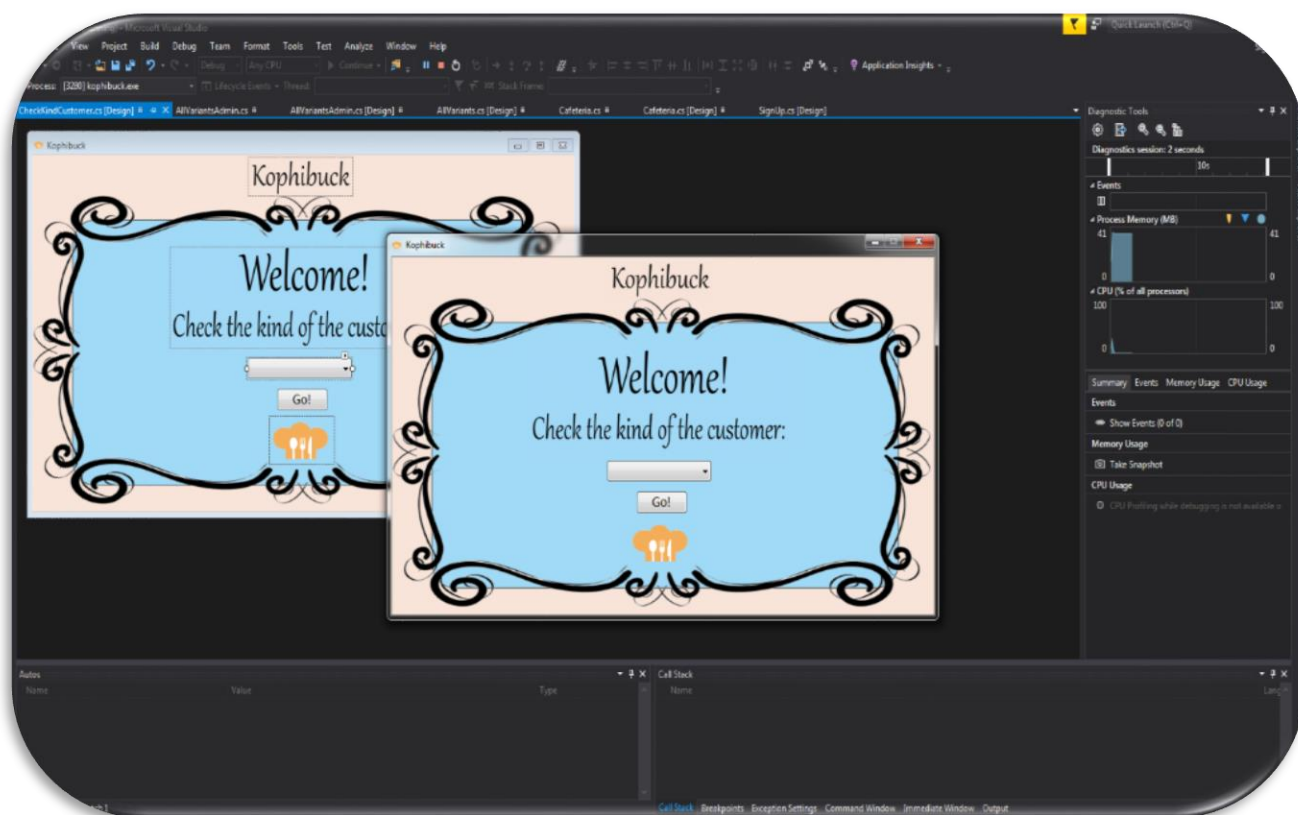 - Microsoft Visual Studio
Quick Launch (Ctrl+Q)
View Project Build Debug Team Format Tools Test Analyze Window Help
Debug Any CPU Continue Application Insights
Process: [3280] kophibuck.exe Lifecycle Events Thread: Stack Frame:
CheckKindCustomer.cs [Design] AllVariantsAdmin.cs AllVariantsAdmin.cs [Design] AllVariants.cs [Design] Cafeteria.cs Cafeteria.cs [Design] SignUp.cs [Design]
Kophibuck
Kophibuck
Welcome!
Check the kind of the custo
Go!
Kophibuck
Kophibuck
Welcome!
Check the kind of the customer:
Go!
Diagnostic Tools
Diagnostics session: 2 seconds
10s
Events
Process Memory (MB)
41 41
0 0
CPU (% of all processors)
100 100
0 0
Summary Events Memory Usage CPU Usage
Events
Show Events (0 of 0)
Memory Usage
Take Snapshot
CPU Usage
CPU Profiling while debugging is not available
Autos
Name Value Type
Call Stack
Name Lang
Call Stack Breakpoints Exception Settings Command Window Immediate Window Output